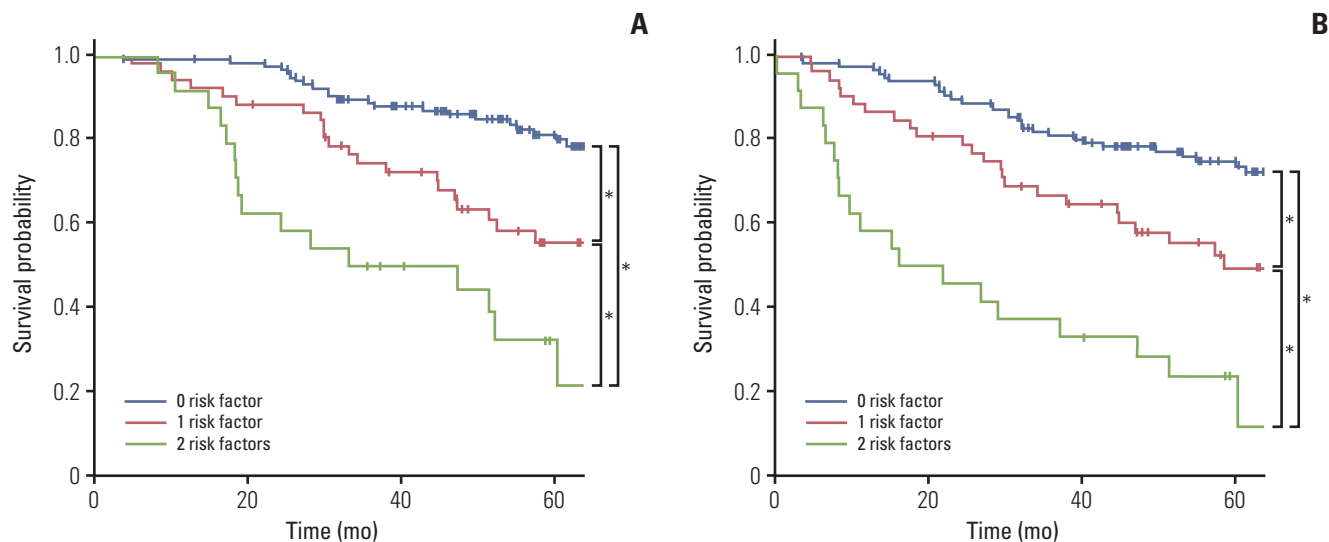 A
Survival probability
1.0
0.8
0.6
0.4
0.2
0
0 risk factor
1 risk factor
2 risk factors
*
*
*
0 20 40 60
Time (mo)
B
Survival probability
1.0
0.8
0.6
0.4
0.2
0
0 risk factor
1 risk factor
2 risk factors
*
*
*
0 20 40 60
Time (mo)